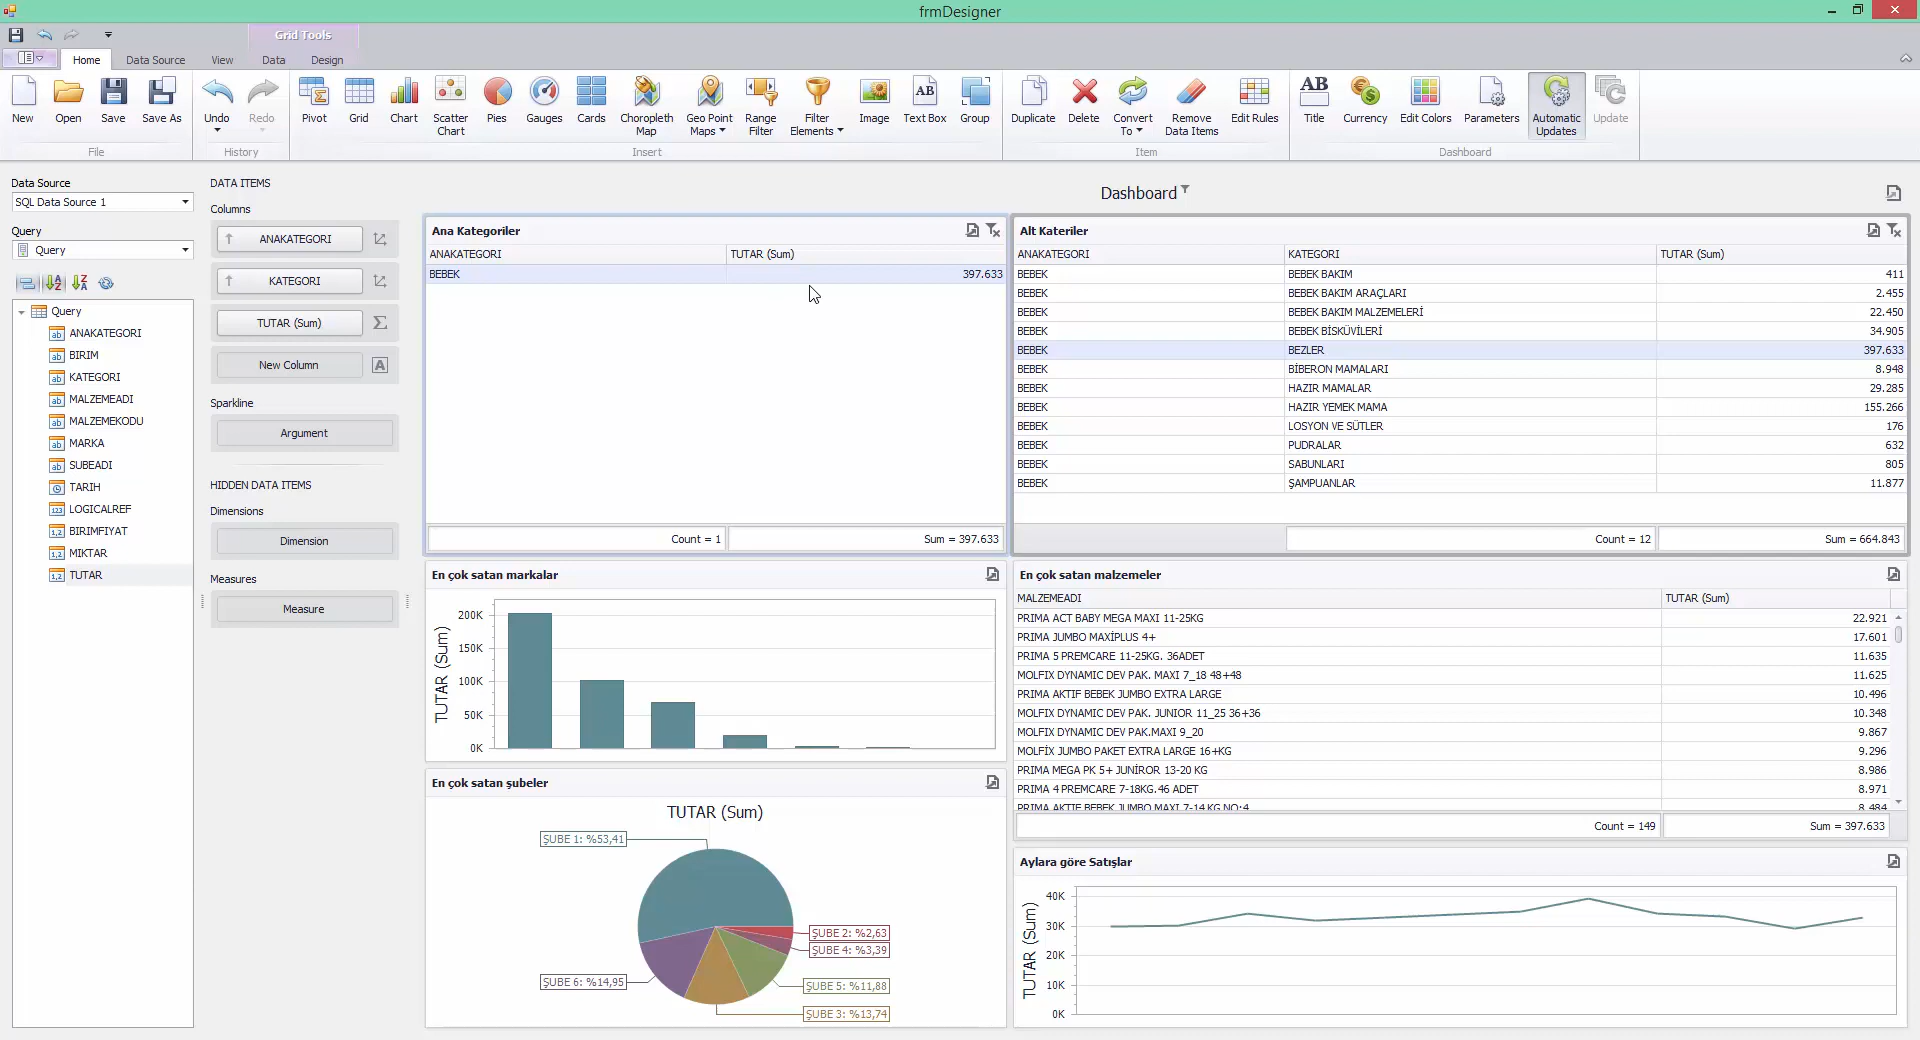 frmDesigner
Grid Tools
Home Data Source View Data Design
New Open Save Save As Undo Redo Pivot Grid Chart Scatter Chart Pies Gauges Cards Choropleth Map Geo Point Maps Range Filter Filter Elements Image Text Box Group Duplicate Delete Convert To Remove Data Items Edit Rules Title Currency Edit Colors Parameters Automatic Updates Update
File History Insert Item Dashboard
Data Source
SQL Data Source 1
Query
Query
Query
ANAKATEGORI
BIRIM
KATEGORI
MALZEMEADI
MALZEMEKODU
MARKA
SUBEADI
TARIH
LOGICALREF
BIRIMFIYAT
MIKTAR
TUTAR
DATA ITEMS
Columns
ANAKATEGORI
KATEGORI
TUTAR (Sum)
New Column
Sparkline
Argument
HIDDEN DATA ITEMS
Dimensions
Dimension
Measures
Measure
Dashboard
Ana Kategoriler
ANAKATEGORI TUTAR (Sum)
BEBEK 397.633
Count = 1 Sum = 397.633
Alt Kateriler
ANAKATEGORI KATEGORI TUTAR (Sum)
BEBEK BEBEK BAKIM 411
BEBEK BEBEK BAKIM ARAÇLARI 2.455
BEBEK BEBEK BAKIM MALZEMELERİ 22.450
BEBEK BEBEK BİSKÜVİLERİ 34.905
BEBEK BEZLER 397.633
BEBEK BİBERON MAMALARI 8.948
BEBEK HAZIR MAMALAR 29.285
BEBEK HAZIR YEMEK MAMA 155.266
BEBEK LOSYON VE SÜTLER 176
BEBEK PUDRALAR 632
BEBEK SABUNLARI 805
BEBEK ŞAMPUANLAR 11.877
Count = 12 Sum = 664.843
En çok satan markalar
TUTAR (Sum)
200K
150K
100K
50K
0K
En çok satan malzemeler
MALZEMEADI TUTAR (Sum)
PRIMA ACT BABY MEGA MAXI 11-25KG 22.921
PRIMA JUMBO MAXİPLUS 4+ 17.601
PRIMA 5 PREMCARE 11-25KG. 36ADET 11.635
MOLFIX DYNAMIC DEV PAK. MAXI 7_18 48+48 11.625
PRIMA AKTIF BEBEK JUMBO EXTRA LARGE 10.496
MOLFIX DYNAMIC DEV PAK. JUNIOR 11_25 36+36 10.348
MOLFIX DYNAMIC DEV PAK.MAXI 9_20 9.867
MOLFİX JUMBO PAKET EXTRA LARGE 16+KG 9.296
PRIMA MEGA PK 5+ JUNİROR 13-20 KG 8.986
PRIMA 4 PREMCARE 7-18KG.46 ADET 8.971
PRIMA AKTIF BEBEK JUMBO MAXI 7-14 KG NO:4 8.484
Count = 149 Sum = 397.633
En çok satan şubeler
TUTAR (Sum)
ŞUBE 1: %53,41
ŞUBE 2: %2,63
ŞUBE 4: %3,39
ŞUBE 6: %14,95
ŞUBE 5: %11,88
ŞUBE 3: %13,74
Aylara göre Satışlar
TUTAR (Sum)
40K
30K
20K
10K
0K